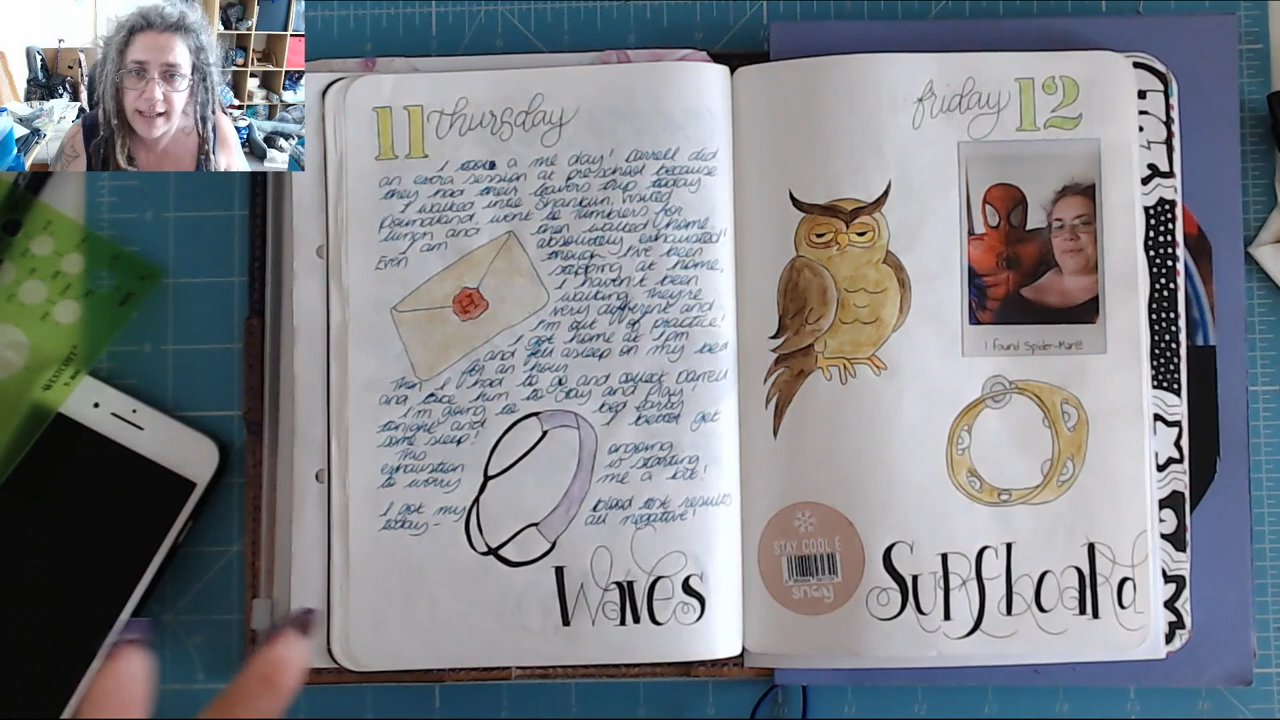 11 Thursday
I took a me day! Darrell did
an extra session at pre-school because
they had their leavers trip today
I walked into Shanklin, visited
Poundland, went to Tumblers for
lunch and then walked home
absolutely exhausted!
Even though I've been
I am
stepping at home,
I haven't been
walking. They're
very different and
I'm out of practice!
I got home at 1pm
and fell asleep on my bed
for an hour
Then I had to go and collect Darrell
and take him to Stay and Play!
I'm going to bed early
tonight and I better get
some sleep!
This ongoing
exhaustion is starting
to worry me a bit!
I got my blood test results
today - all negative!
Waves
friday 12
I found Spider-Man!!
STAY COOL E
snag
Surfboard